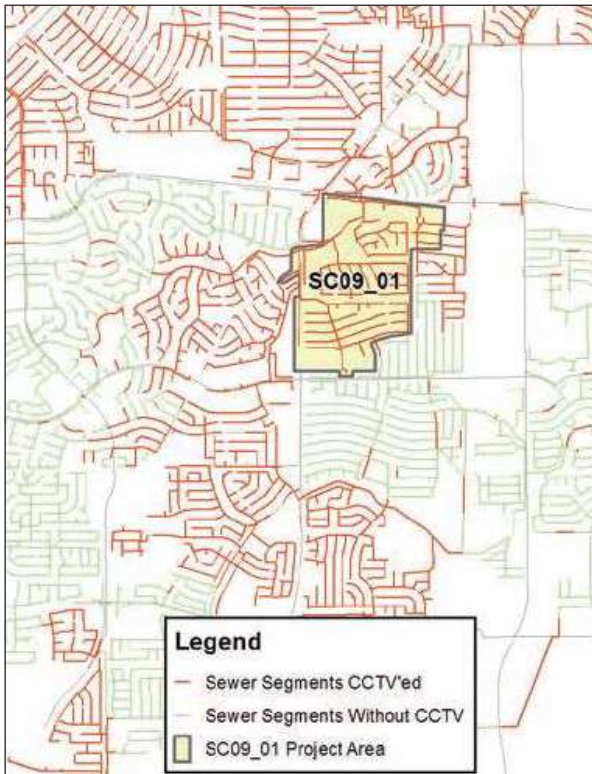 SC09_01
Legend
Sewer Segments CCTV'ed
Sewer Segments Without CCTV
SC09_01 Project Area